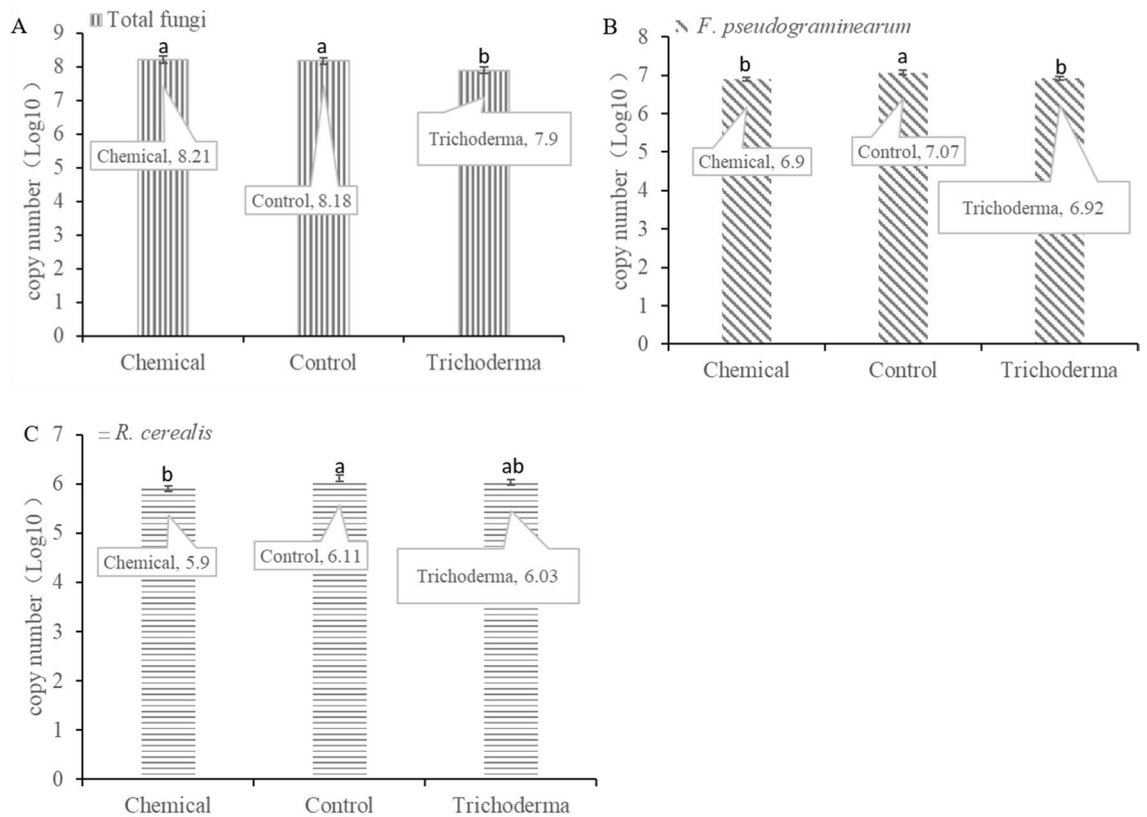 A
Total fungi
copy number（Log10）
9
8
7
6
5
4
3
2
1
0
a
a
b
Chemical, 8.21
Control, 8.18
Trichoderma, 7.9
Chemical
Control
Trichoderma
B
F. pseudograminearum
copy number（Log10）
8
7
6
5
4
3
2
1
0
b
a
b
Chemical, 6.9
Control, 7.07
Trichoderma, 6.92
Chemical
Control
Trichoderma
C
R. cerealis
copy number（Log10）
7
6
5
4
3
2
1
0
b
a
ab
Chemical, 5.9
Control, 6.11
Trichoderma, 6.03
Chemical
Control
Trichoderma